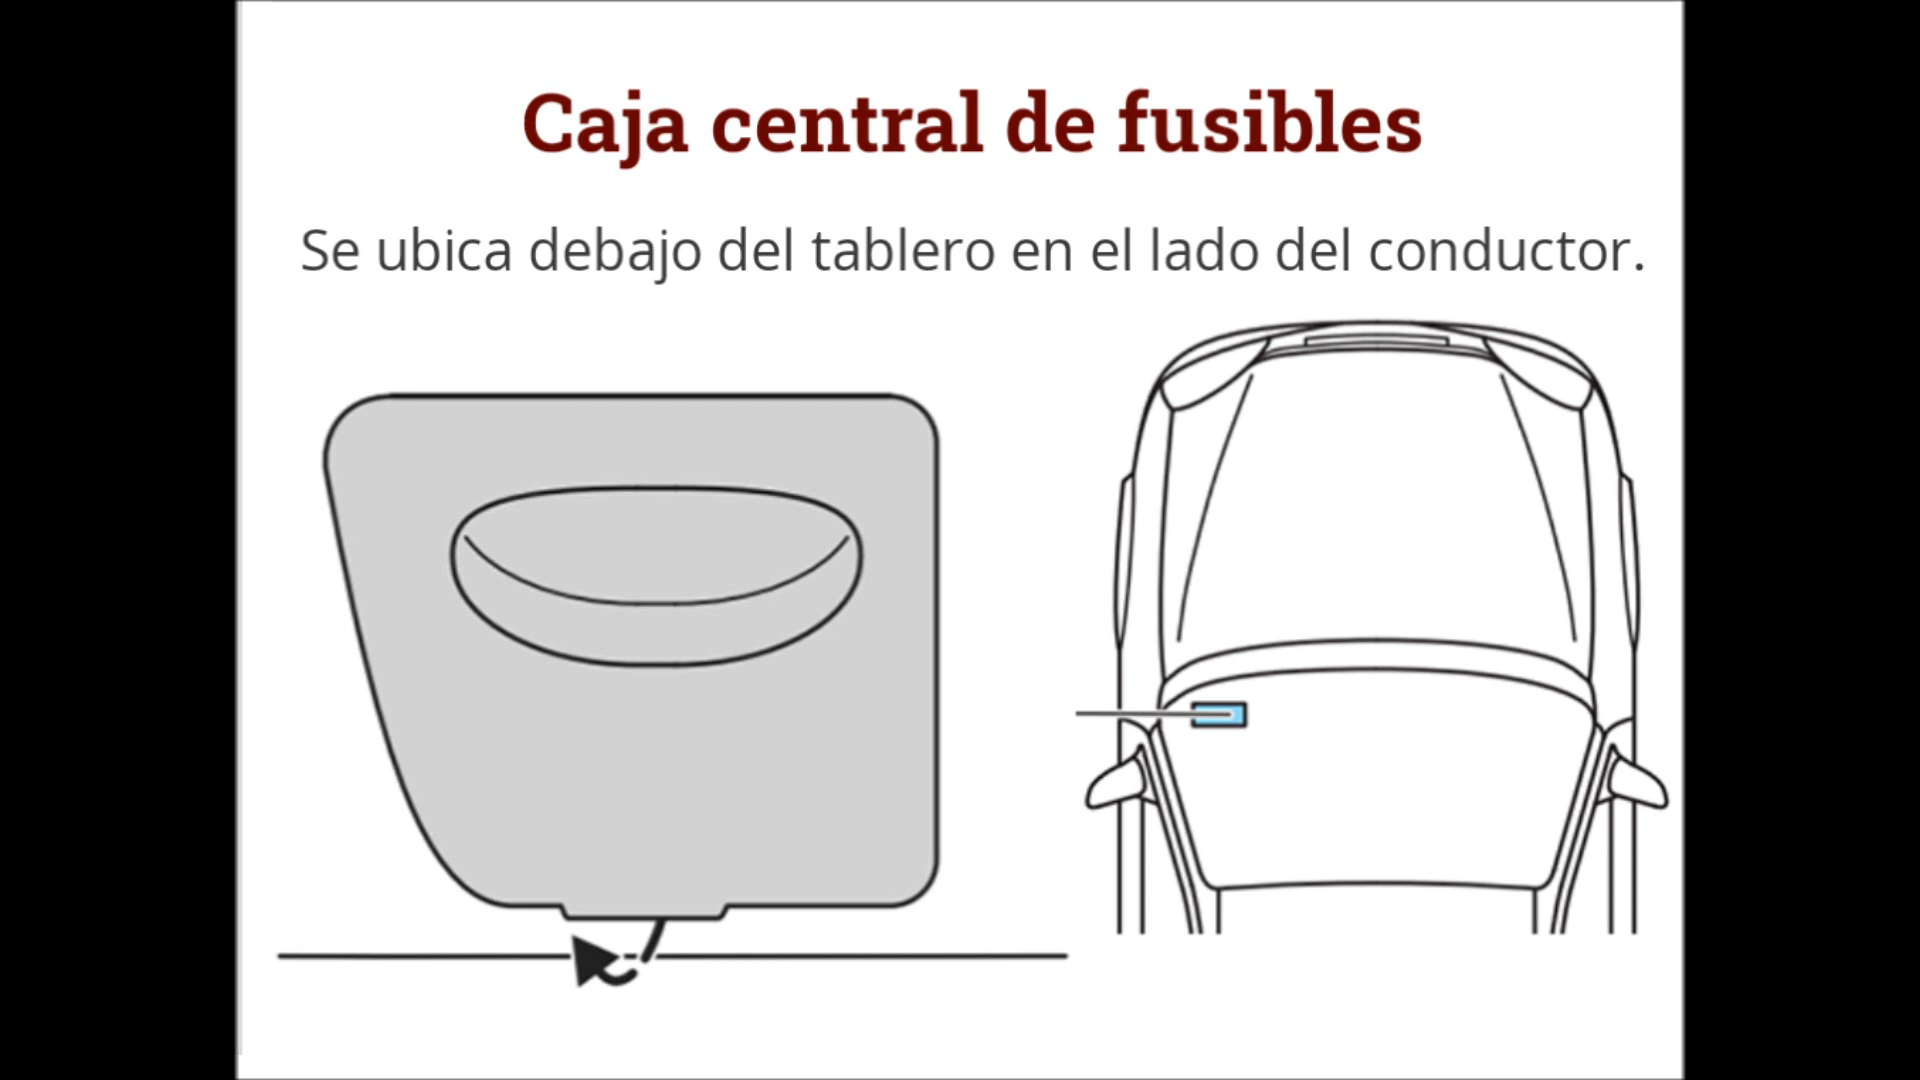 Caja central de fusibles
Se ubica debajo del tablero en el lado del conductor.